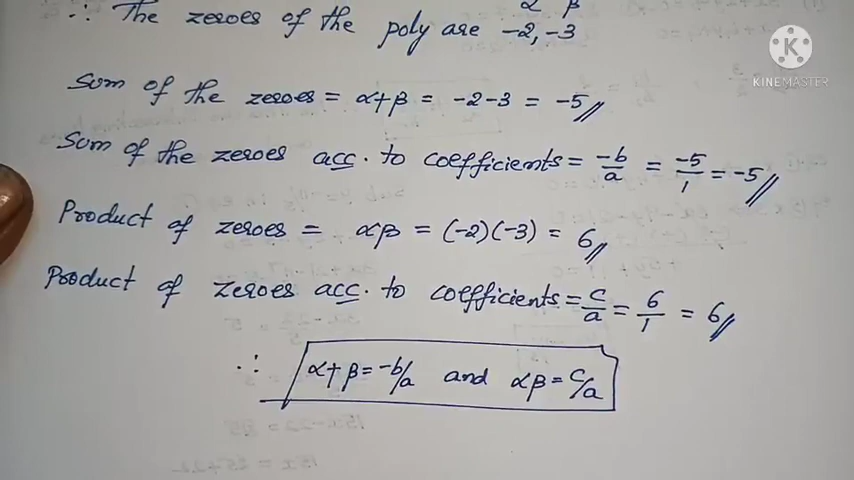 α β
∴ The zeroes of the poly are -2, -3
KINEMASTER
Sum of the zeroes = α+β = -2-3 = -5//
Sum of the zeroes acc. to coefficients = -b/a = -5/1 = -5//
Product of zeroes = αβ = (-2)(-3) = 6//
Product of zeroes acc. to coefficients = c/a = 6/1 = 6//
∴ α+β = -b/a and αβ = c/a